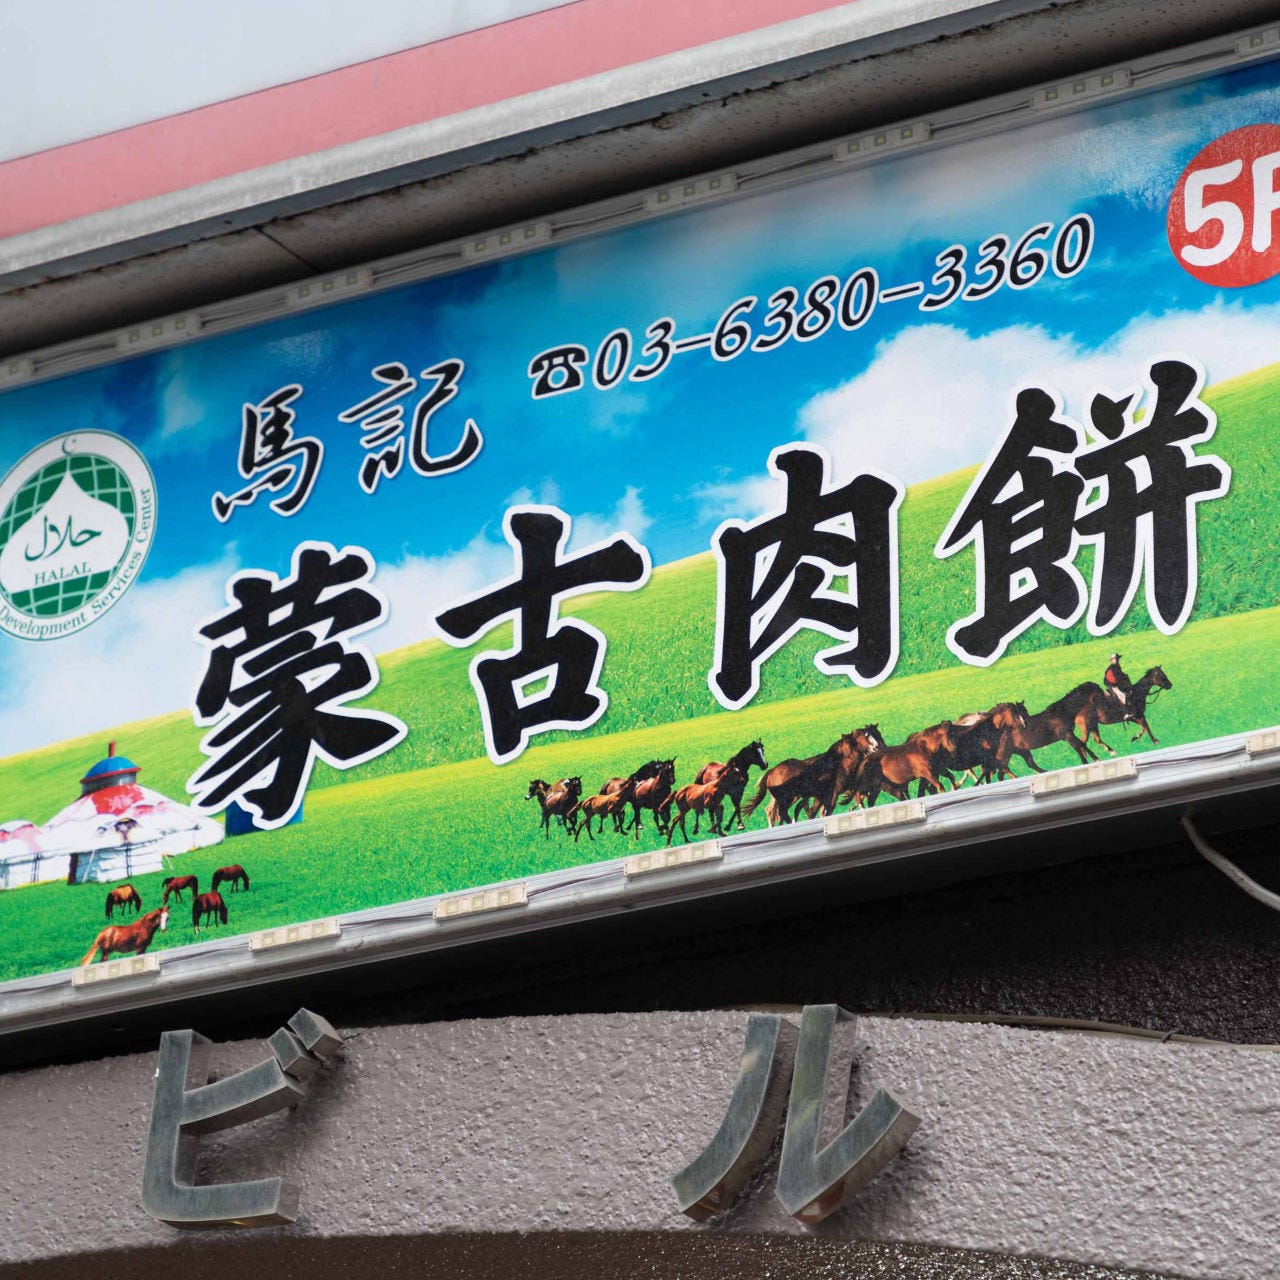 馬記
☎03-6380-3360
5F
حلال
HALAL
Development Services Center
蒙古肉餅
ビル